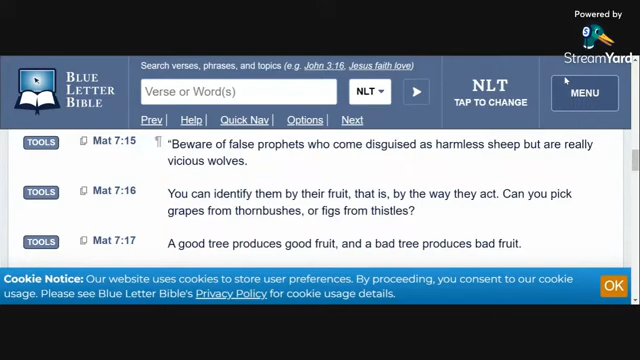 Powered by
S
StreamYard
BLUE
LETTER
BIBLE
Search verses, phrases, and topics (e.g. John 3:16, Jesus faith love)
Verse or Word(s)
NLT
NLT
TAP TO CHANGE
MENU
Prev | Help | Quick Nav | Options | Next
TOOLS Mat 7:15 ¶ “Beware of false prophets who come disguised as harmless sheep but are really
vicious wolves.
TOOLS Mat 7:16 You can identify them by their fruit, that is, by the way they act. Can you pick
grapes from thornbushes, or figs from thistles?
TOOLS Mat 7:17 A good tree produces good fruit, and a bad tree produces bad fruit.
Cookie Notice: Our website uses cookies to store user preferences. By proceeding, you consent to our cookie
usage. Please see Blue Letter Bible's Privacy Policy for cookie usage details.
OK